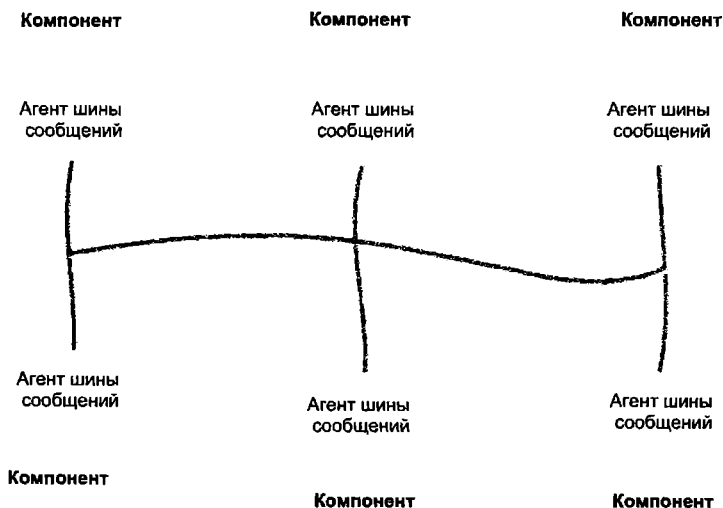 Компонент
Компонент
Компонент
Агент шины
сообщений
Агент шины
сообщений
Агент шины
сообщений
Агент шины
сообщений
Агент шины
сообщений
Агент шины
сообщений
Компонент
Компонент
Компонент